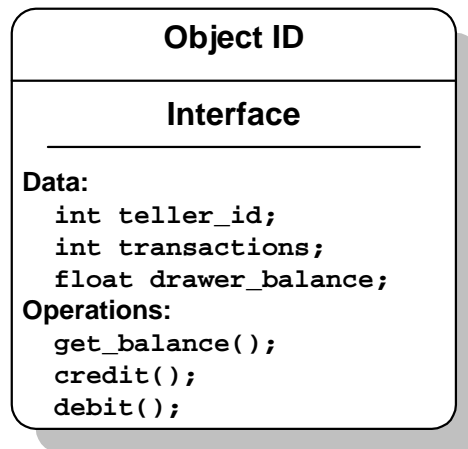 Object ID
Interface
Data:
int teller_id;
int transactions;
float drawer_balance;
Operations:
get_balance();
credit();
debit();